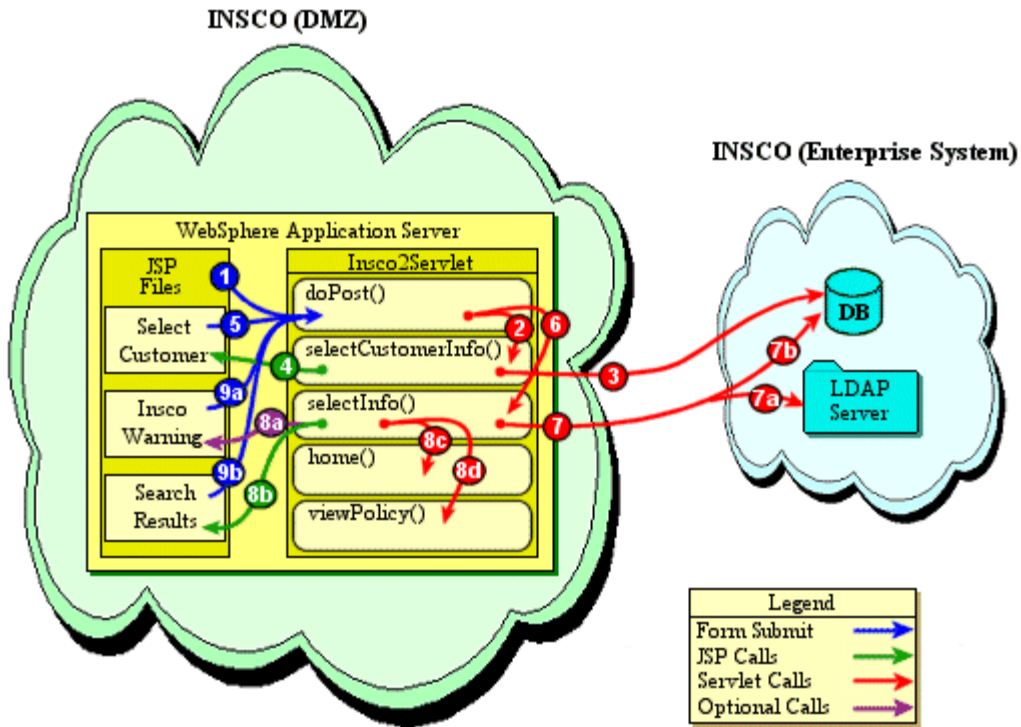 INSCO (DMZ)
INSCO (Enterprise System)
WebSphere Application Server
JSP
Files
Insco2Servlet
1
doPost()
Select
Customer
5
2
6
selectCustomerInfo()
4
3
DB
7b
Insco
Warning
9a
selectInfo()
8a
8c
7
7a
LDAP
Server
Search
Results
9b
8b
home()
8d
viewPolicy()
Legend
Form Submit
JSP Calls
Servlet Calls
Optional Calls